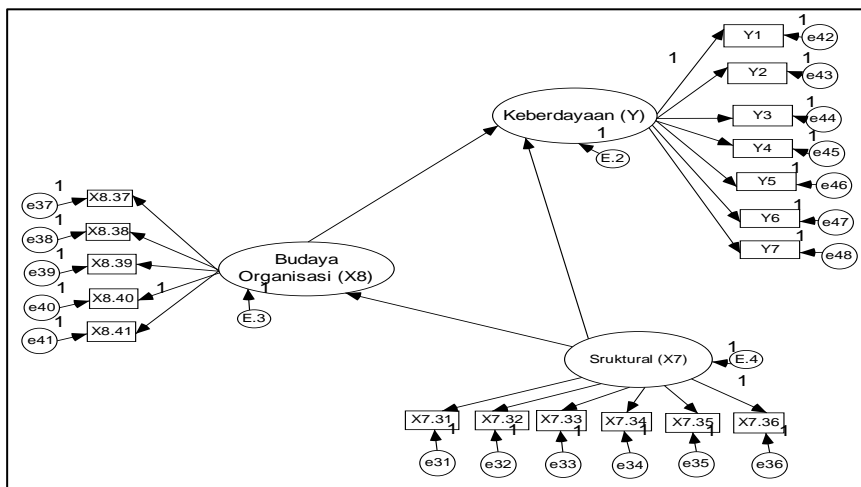 1
Y1
1
e42
1
Y2
1
e43
Keberdayaan (Y)
Y3
1
e44
1
E.2
Y4
1
e45
Y5
1
e46
Y6
1
e47
Y7
1
e48
1
e37
X8.37
1
e38
X8.38
1
e39
X8.39
1
e40
X8.40
1
1
e41
X8.41
Budaya
Organisasi (X8)
1
E.3
Sruktural (X7)
1
E.4
1
X7.31
X7.32
X7.33
X7.34
X7.35
X7.36
1
1
1
1
1
1
e31
e32
e33
e34
e35
e36